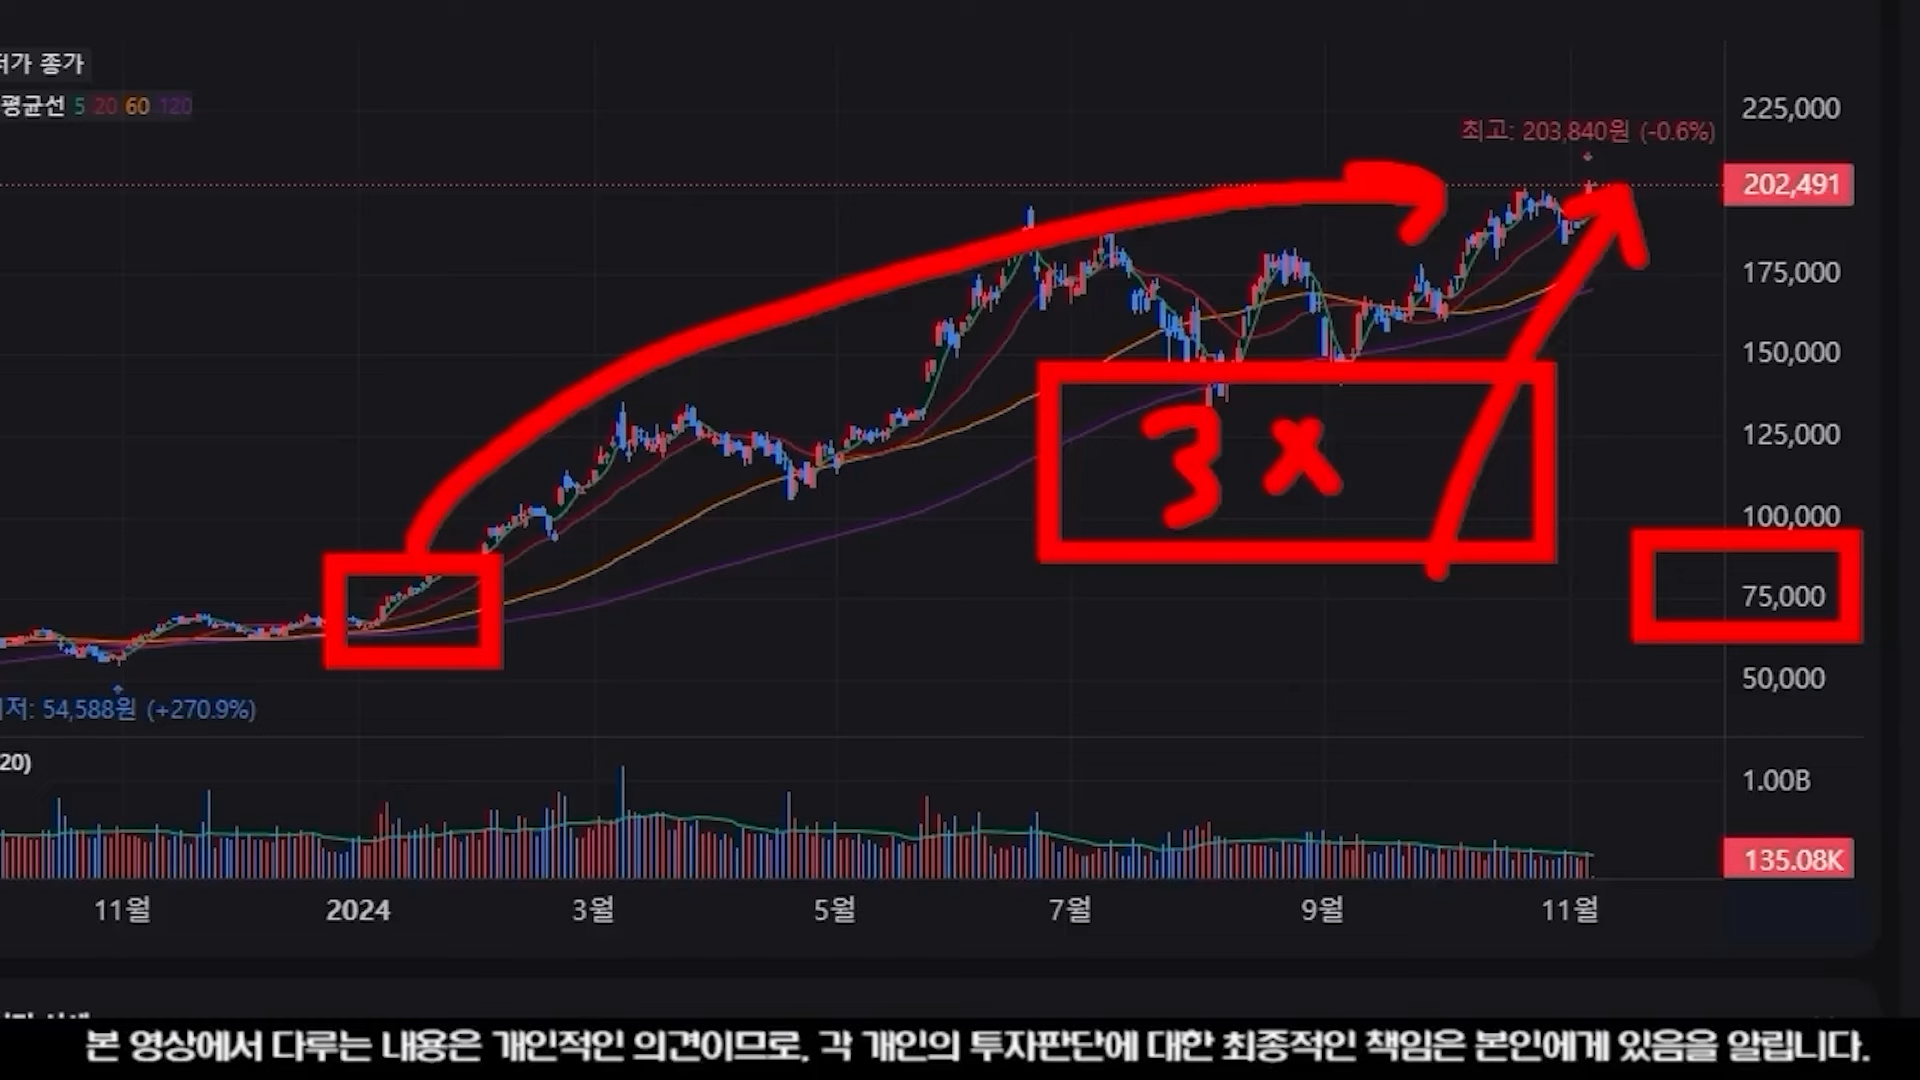 저가 종가
평균선 5 20 60 120
225,000
최고: 203,840원 (-0.6%)
202,491
175,000
150,000
125,000
3 x
100,000
75,000
50,000
저: 54,588원 (+270.9%)
20)
1.00B
135.08K
11월 2024 3월 5월 7월 9월 11월
본 영상에서 다루는 내용은 개인적인 의견이므로, 각 개인의 투자판단에 대한 최종적인 책임은 본인에게 있음을 알립니다.